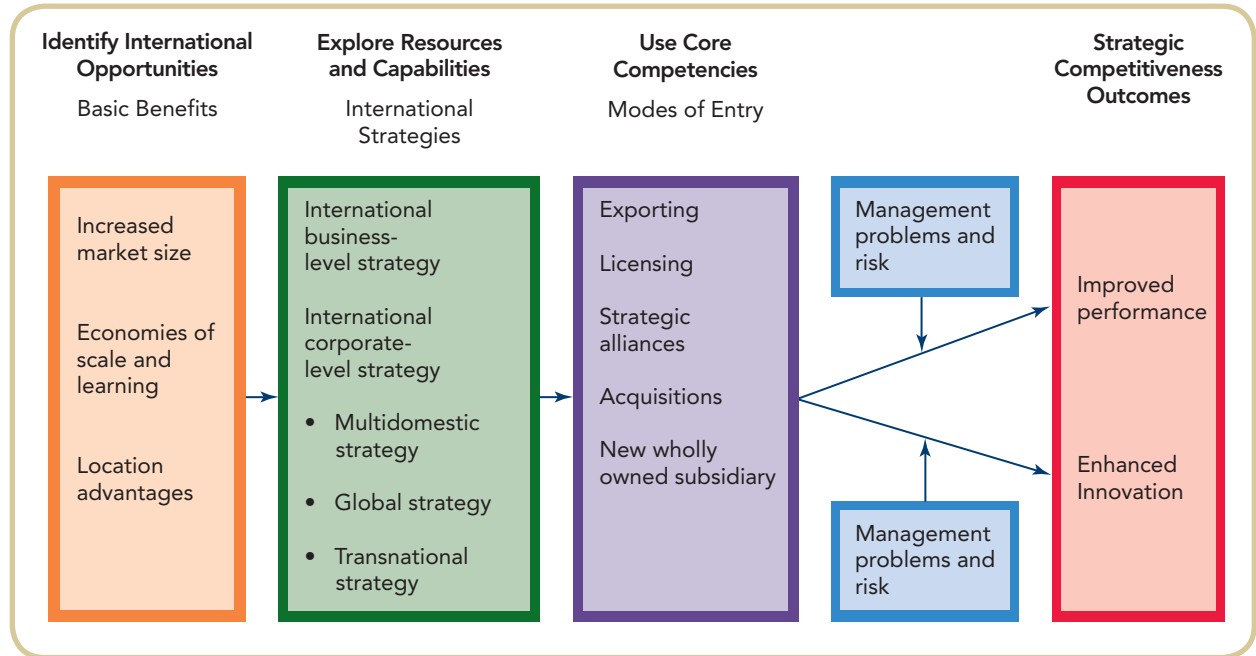 Identify International
Opportunities
Basic Benefits
Explore Resources
and Capabilities
International
Strategies
Use Core
Competencies
Modes of Entry
Strategic
Competitiveness
Outcomes
Increased
market size
Economies of
scale and
learning
Location
advantages
International
business-
level strategy
International
corporate-
level strategy
• Multidomestic
strategy
• Global strategy
• Transnational
strategy
Exporting
Licensing
Strategic
alliances
Acquisitions
New wholly
owned subsidiary
Management
problems and
risk
Management
problems and
risk
Improved
performance
Enhanced
Innovation